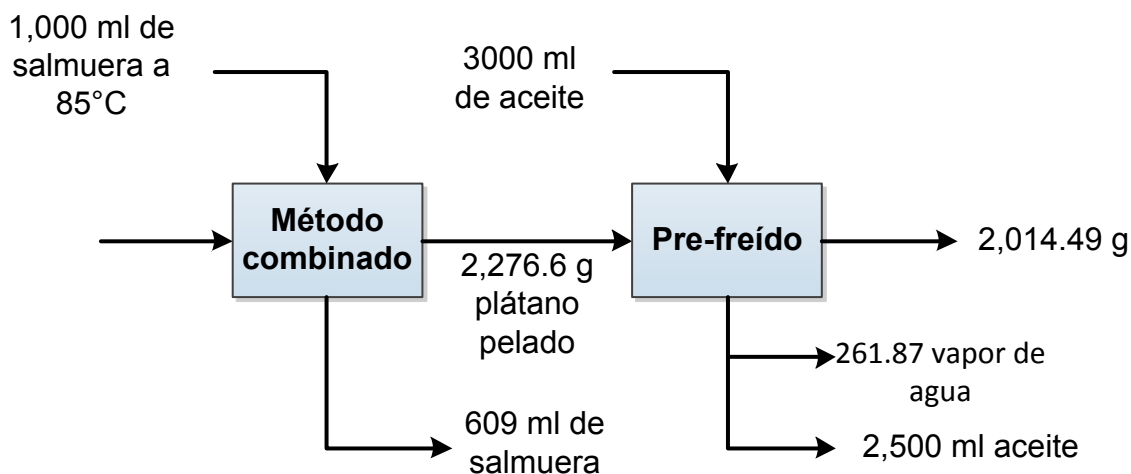 1,000 ml de
salmuera a
85°C
3000 ml
de aceite
Método
combinado
2,276.6 g
plátano
pelado
Pre-freído
2,014.49 g
261.87 vapor de
agua
609 ml de
salmuera
2,500 ml aceite